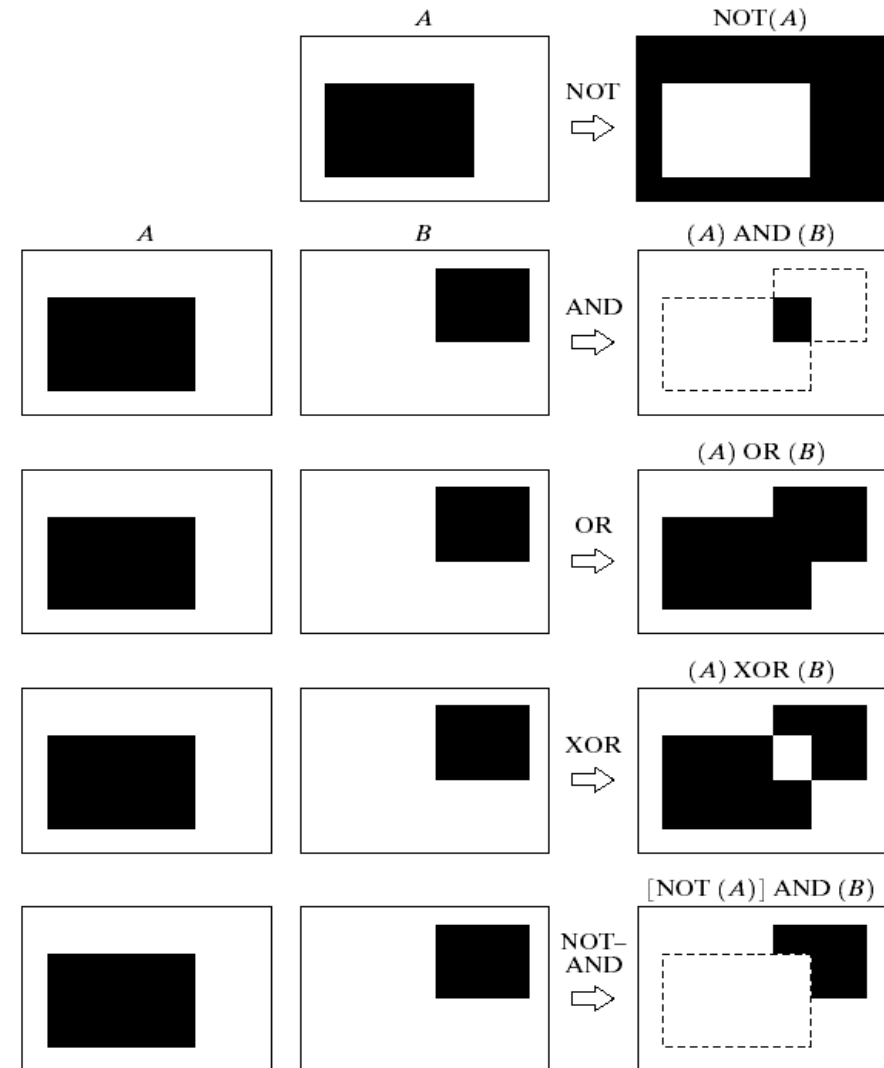 A
NOT(A)
NOT
A
B
(A) AND (B)
AND
(A) OR (B)
OR
(A) XOR (B)
XOR
[NOT (A)] AND (B)
NOT–
AND